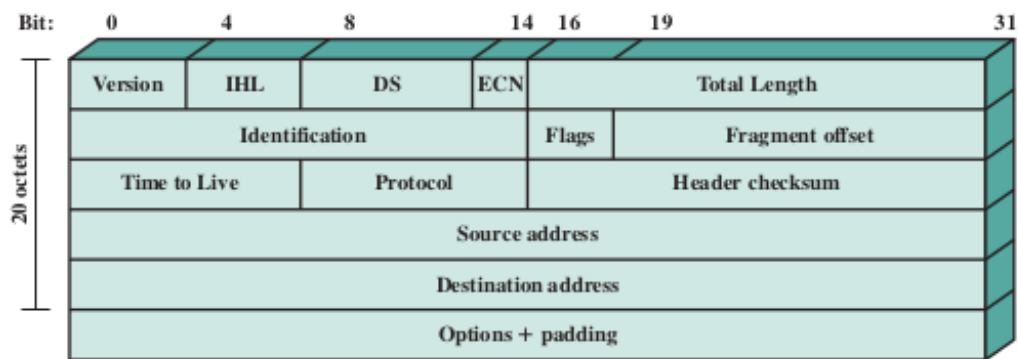 Bit: 0 4 8 14 16 19 31
Version IHL DS ECN Total Length
Identification Flags Fragment offset
Time to Live Protocol Header checksum
Source address
Destination address
Options + padding
20 octets